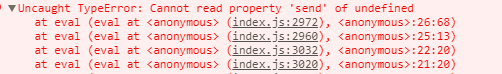 Uncaught TypeError: Cannot read property 'send' of undefined
at eval (eval at <anonymous> (index.js:2972), <anonymous>:26:68)
at eval (eval at <anonymous> (index.js:2960), <anonymous>:25:13)
at eval (eval at <anonymous> (index.js:3032), <anonymous>:22:20)
at eval (eval at <anonymous> (index.js:3020), <anonymous>:21:20)